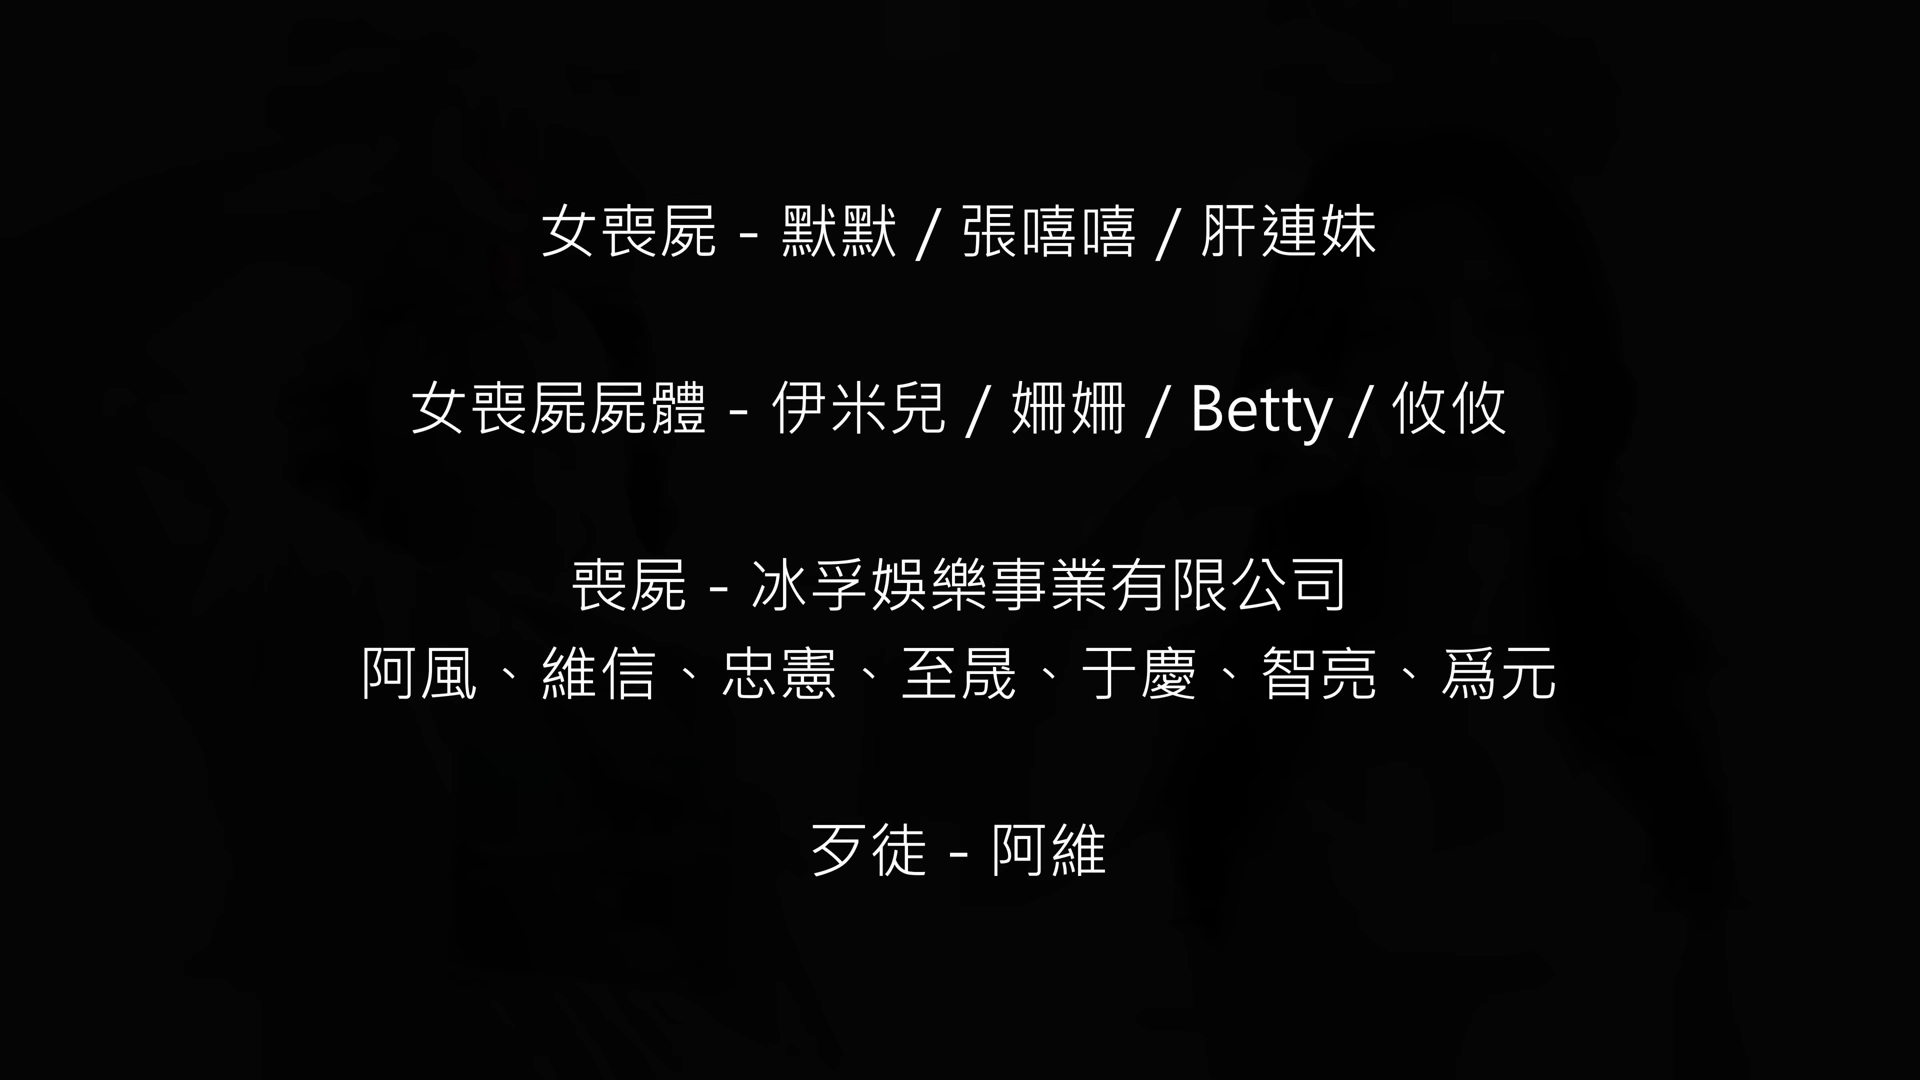 女喪屍 - 默默 / 張嘻嘻 / 肝連妹
女喪屍屍體 - 伊米兒 / 姍姍 / Betty / 攸攸
喪屍 - 冰孚娛樂事業有限公司
阿風、維信、忠憲、至晟、于慶、智亮、爲元
歹徒 - 阿維